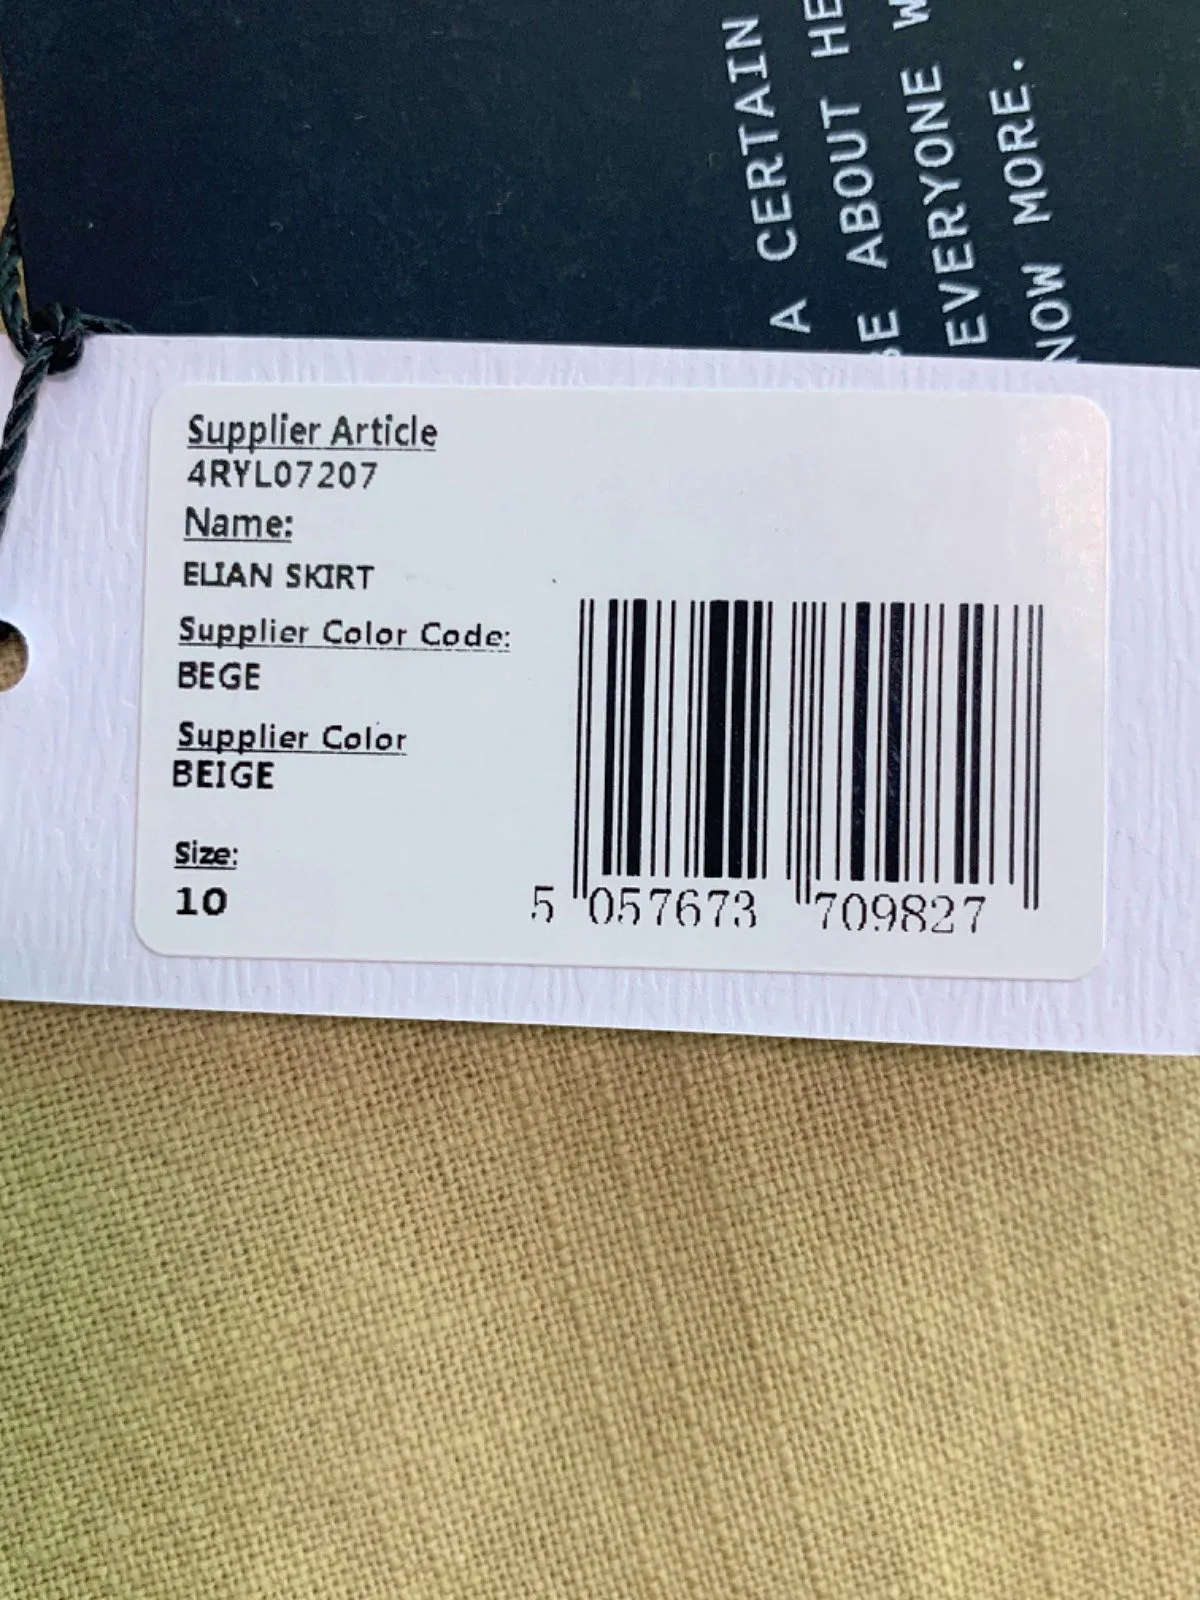 A CERTAIN
ABOUT HE
EVERYONE W
NOW MORE.
Supplier Article
4RYL07207
Name:
ELIAN SKIRT
Supplier Color Code:
BEGE
Supplier Color
BEIGE
Size:
10
5 057673 709827